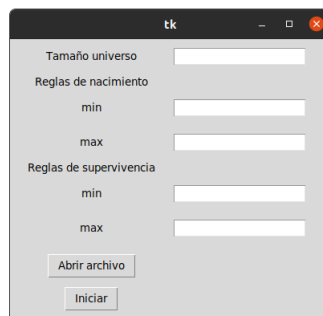 tk
Tamaño universo
Reglas de nacimiento
min
max
Reglas de supervivencia
min
max
Abrir archivo
Iniciar